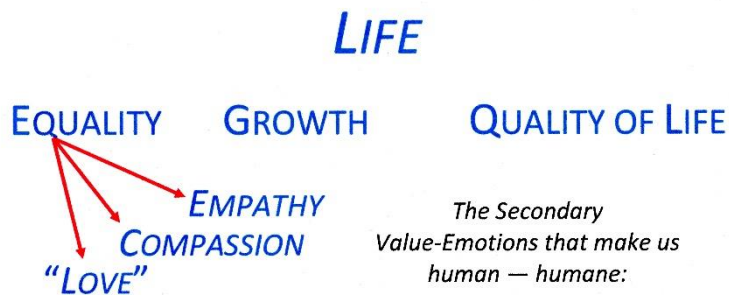 LIFE
EQUALITY GROWTH QUALITY OF LIFE
EMPATHY
COMPASSION
“LOVE”
The Secondary
Value-Emotions that make us
human — humane: